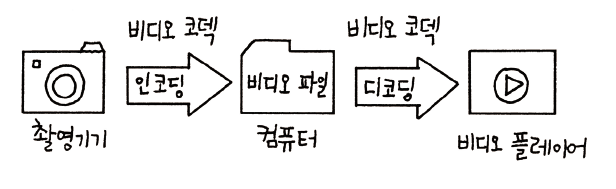 비디오 코덱
비디오 코덱
인코딩
비디오 파일
디코딩
촬영기기
컴퓨터
비디오 플레이어